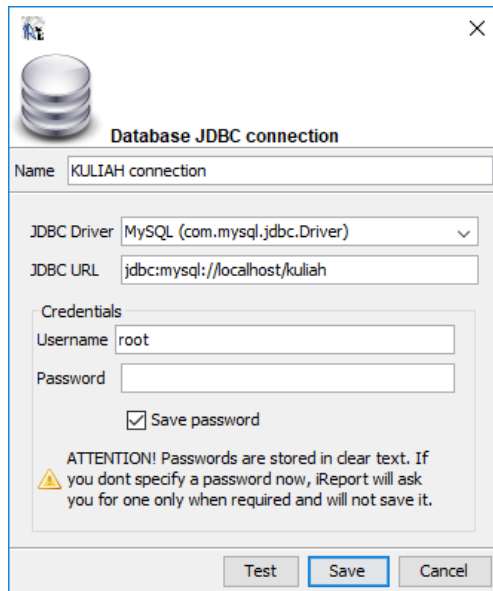 Database JDBC connection
Name KULIAH connection
JDBC Driver MySQL (com.mysql.jdbc.Driver)
JDBC URL jdbc:mysql://localhost/kuliah
Credentials
Username root
Password
Save password
ATTENTION! Passwords are stored in clear text. If
you dont specify a password now, iReport will ask
you for one only when required and will not save it.
Test Save Cancel